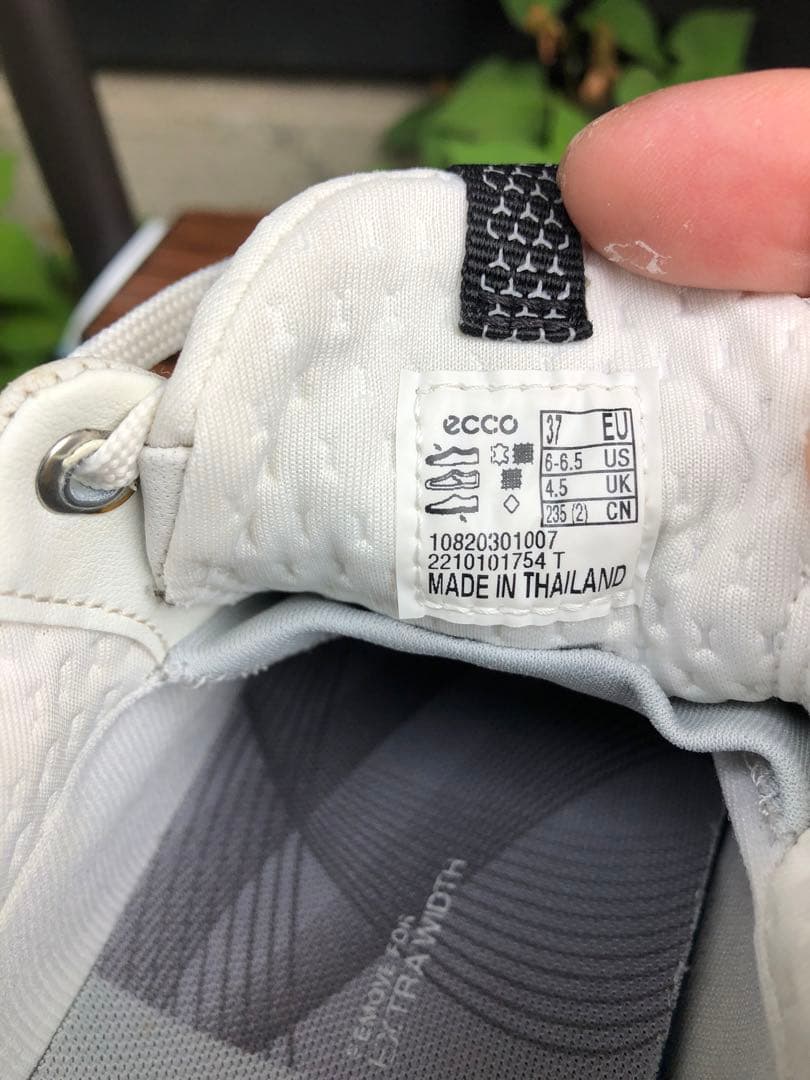 ecco
37 EU
6-6.5 US
4.5 UK
235 (2) CN
10820301007
2210101754 T
MADE IN THAILAND
REMOVE FOR
EXTRA WIDTH